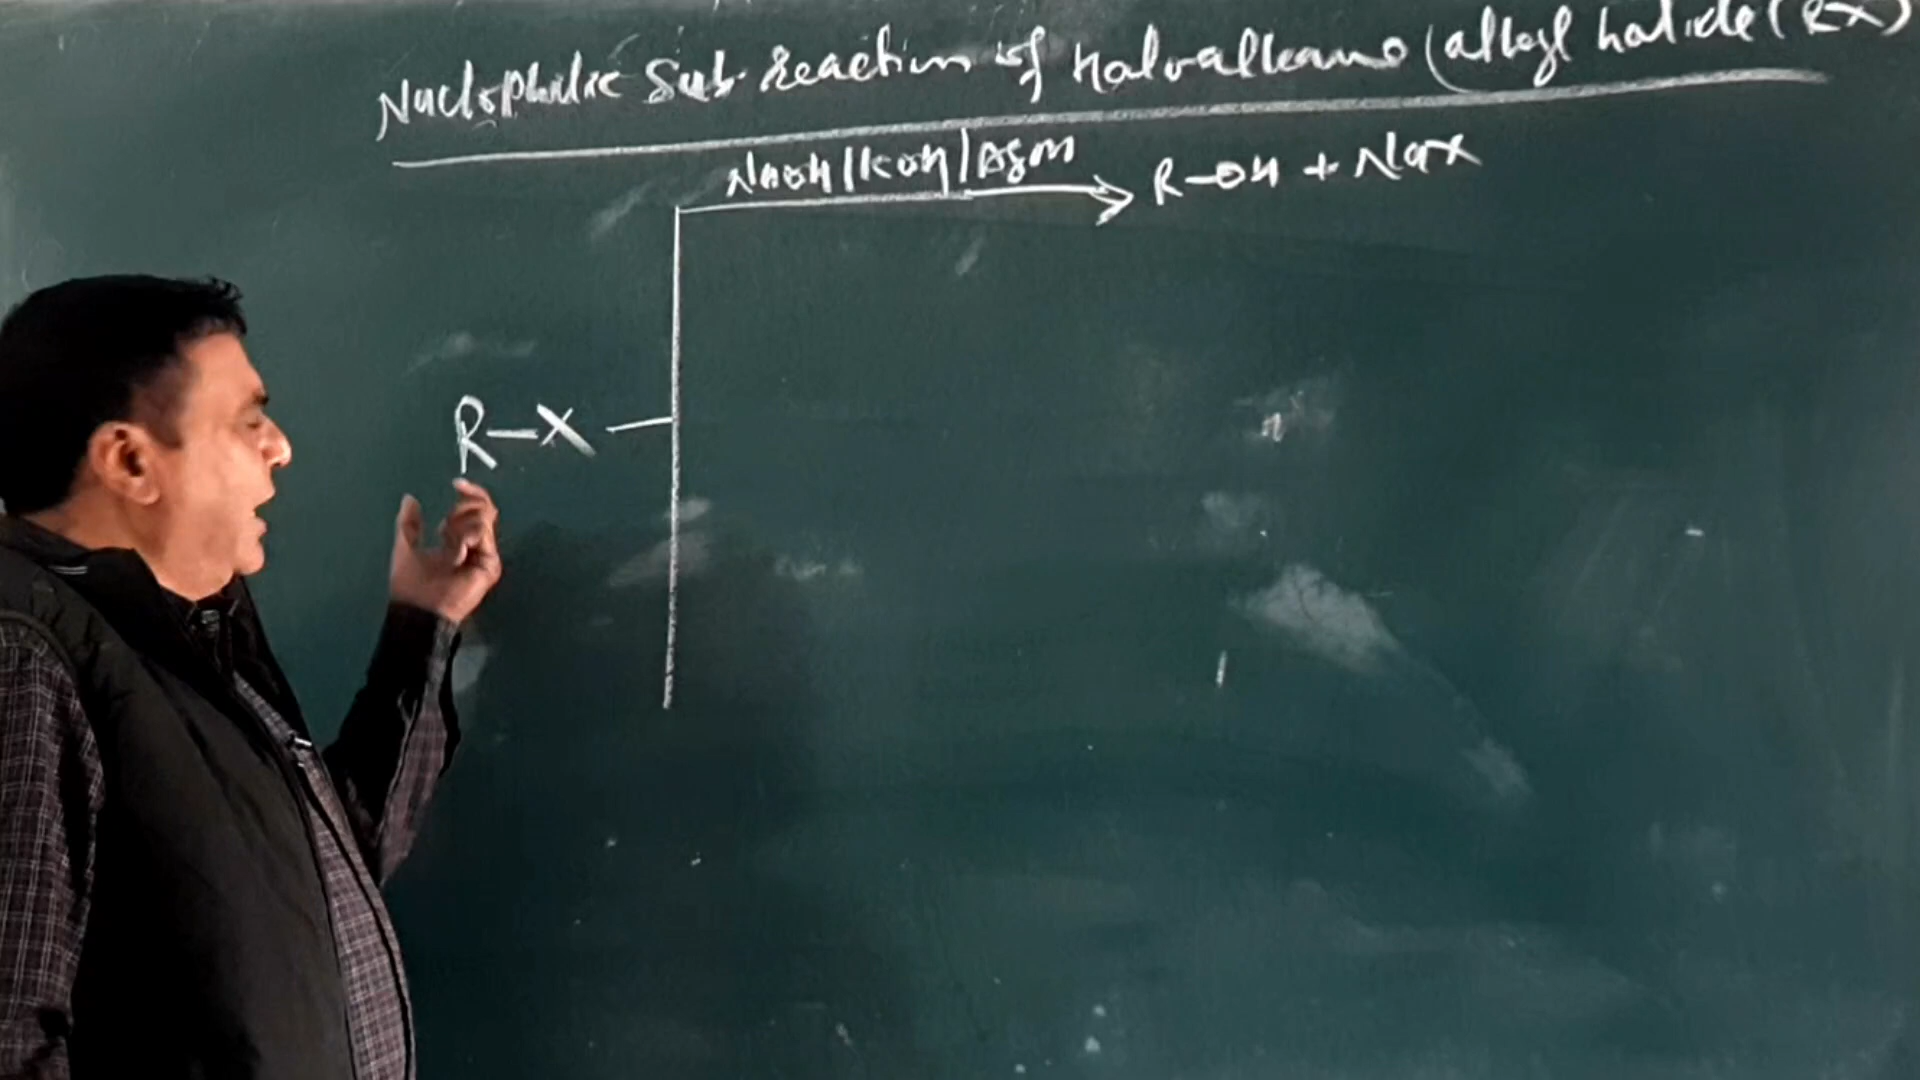 Nucleophilic Sub. reaction of haloalkane (alkyl halide (RX)
NaOH/KOH/AgOH
R-OH + NaX
R-X